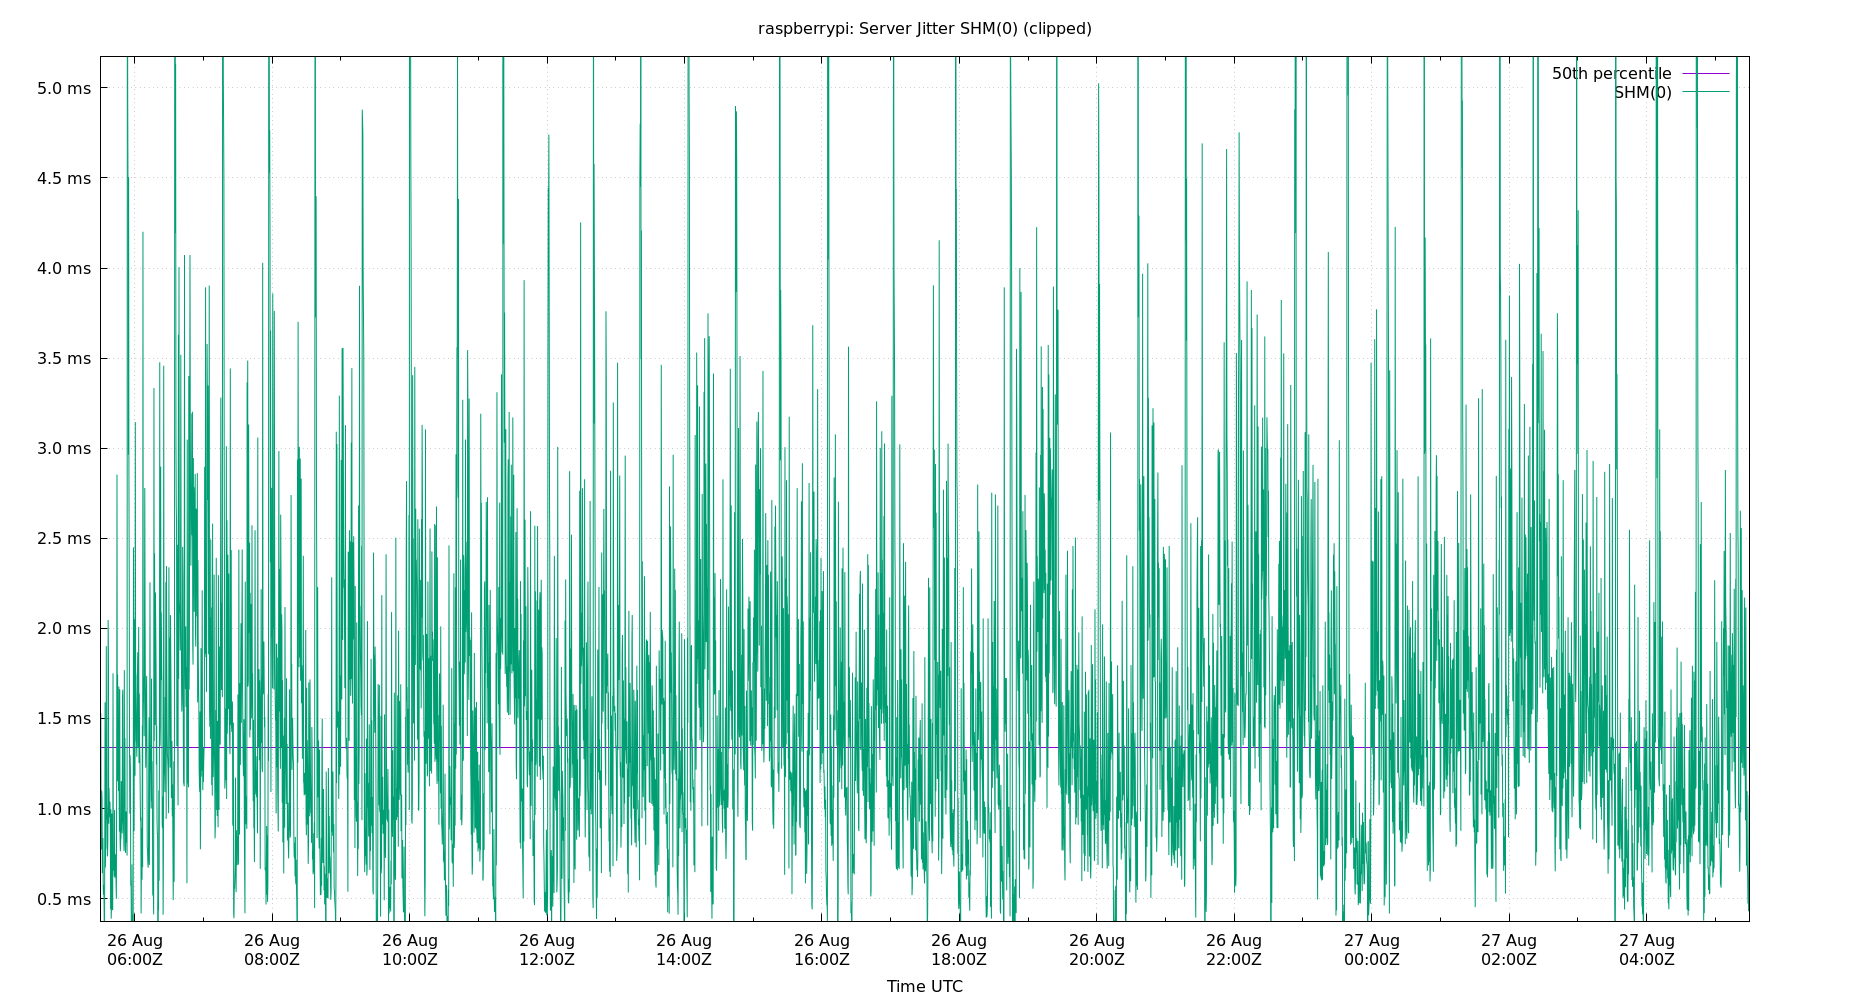 raspberrypi: Server Jitter SHM(0) (clipped)
50th percentile
SHM(0)
5.0 ms
4.5 ms
4.0 ms
3.5 ms
3.0 ms
2.5 ms
2.0 ms
1.5 ms
1.0 ms
0.5 ms
26 Aug 26 Aug 26 Aug 26 Aug 26 Aug 26 Aug 26 Aug 26 Aug 26 Aug 27 Aug 27 Aug 27 Aug
06:00Z 08:00Z 10:00Z 12:00Z 14:00Z 16:00Z 18:00Z 20:00Z 22:00Z 00:00Z 02:00Z 04:00Z
Time UTC